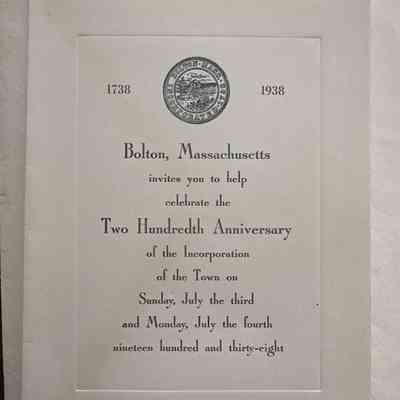 1738
1938
Bolton, Massachusetts
invites you to help
celebrate the
Two Hundredth Anniversary
of the Incorporation
of the Town on
Sunday, July the third
and Monday, July the fourth
nineteen hundred and thirty-eight